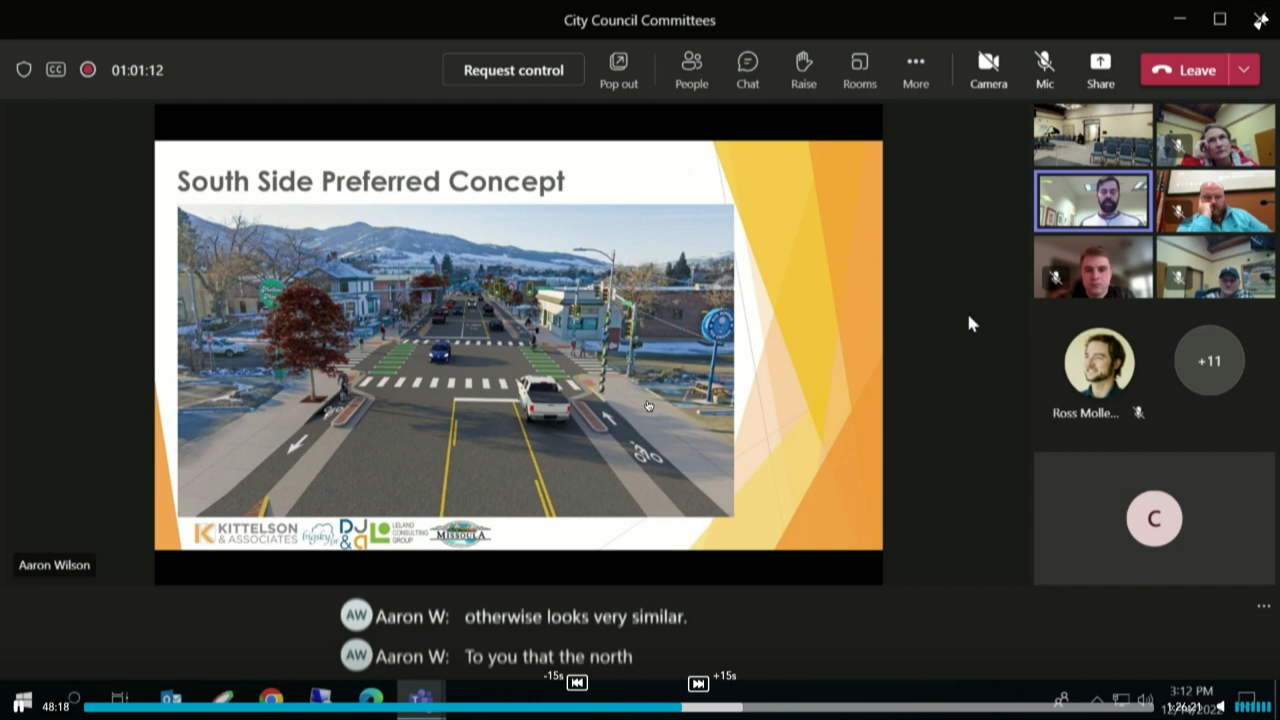 City Council Committees
CC
01:01:12
Request control
Pop out
People
Chat
Raise
Rooms
More
Camera
Mic
Share
Leave
South Side Preferred Concept
+11
Ross Molle...
C
KITTELSON
& ASSOCIATES
bigsky
DJ&A
LELAND
CONSULTING
GROUP
MISSOULA
Aaron Wilson
AW Aaron W: otherwise looks very similar.
AW Aaron W: To you that the north
-15s
+15s
3:12 PM
48:18
1:26:21